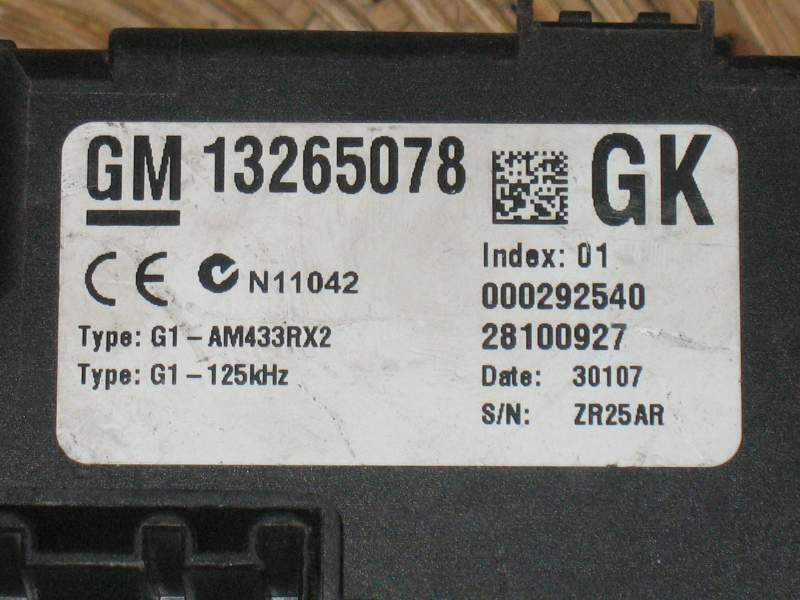 GM 13265078 GK
CE N11042
Index: 01
000292540
Type: G1-AM433RX2
28100927
Type: G1-125kHz
Date: 30107
S/N: ZR25AR